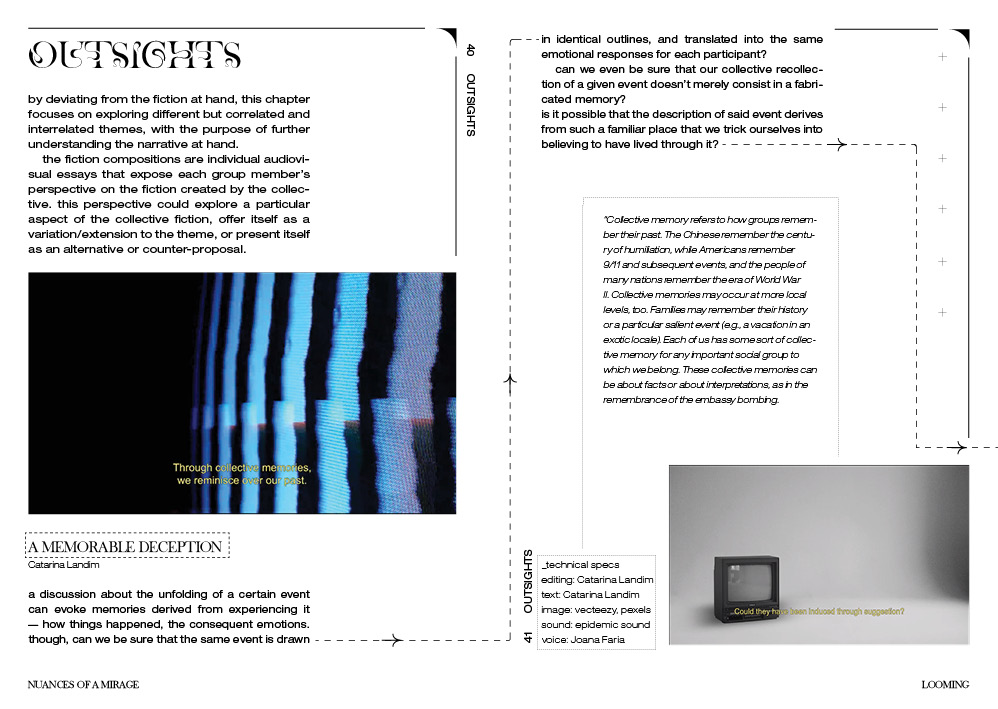 OUTSIGHTS
by deviating from the fiction at hand, this chapter
focuses on exploring different but correlated and
interrelated themes, with the purpose of further
understanding the narrative at hand.
the fiction compositions are individual audiovi-
sual essays that expose each group member's
perspective on the fiction created by the collec-
tive. this perspective could explore a particular
aspect of the collective fiction, offer itself as a
variation/extension to the theme, or present itself
as an alternative or counter-proposal.
40 OUTSIGHTS
Through collective memories,
we reminisce over our past.
A MEMORABLE DECEPTION
Catarina Landim
a discussion about the unfolding of a certain event
can evoke memories derived from experiencing it
— how things happened, the consequent emotions.
though, can we be sure that the same event is drawn
in identical outlines, and translated into the same
emotional responses for each participant?
can we even be sure that our collective recollec-
tion of a given event doesn't merely consist in a fabri-
cated memory?
is it possible that the description of said event derives
from such a familiar place that we trick ourselves into
believing to have lived through it?
"Collective memory refers to how groups remem-
ber their past. The Chinese remember the centu-
ry of humiliation, while Americans remember
9/11 and subsequent events, and the people of
many nations remember the era of World War
II. Collective memories may occur at more local
levels, too. Families may remember their history
or a particular salient event (e.g., a vacation in an
exotic locale). Each of us has some sort of collec-
tive memory for any important social group to
which we belong. These collective memories can
be about facts or about interpretations, as in the
remembrance of the embassy bombing.
41 OUTSIGHTS
_technical specs
editing: Catarina Landim
text: Catarina Landim
image: vecteezy, pexels
sound: epidemic sound
voice: Joana Faria
...Could they have been induced through suggestion?
NUANCES OF A MIRAGE
LOOMING